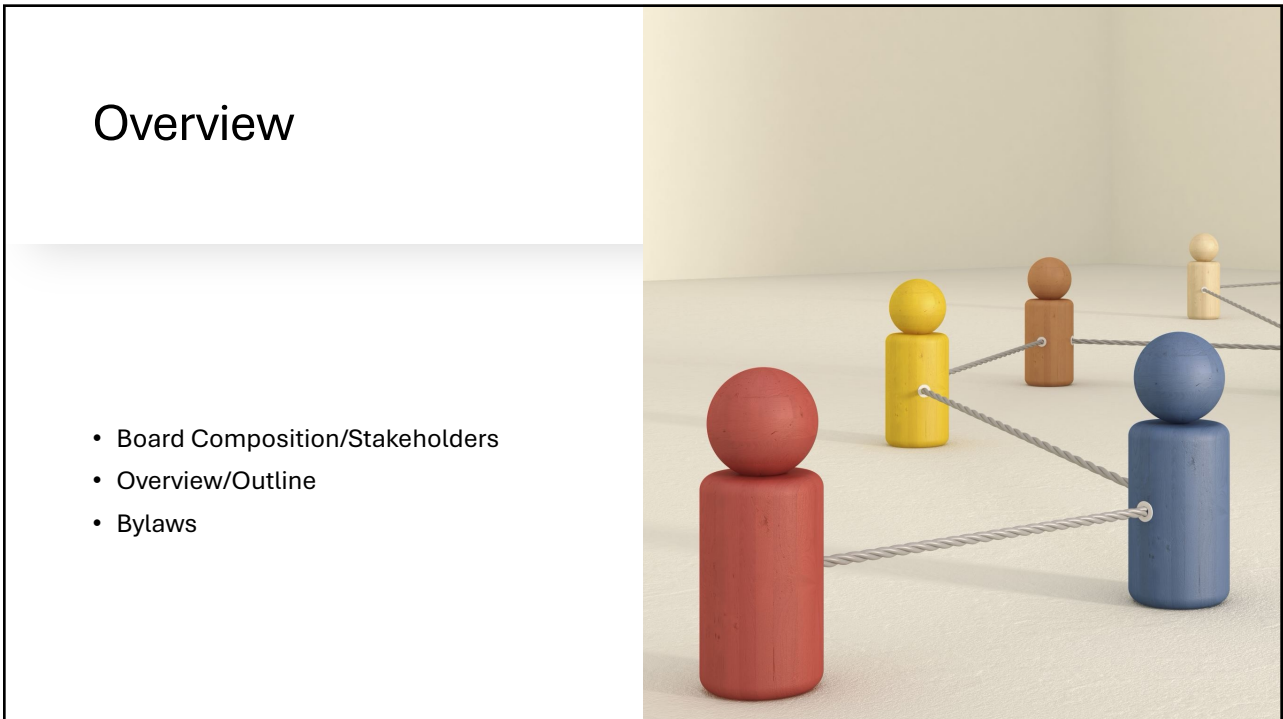 Overview
• Board Composition/Stakeholders
• Overview/Outline
• Bylaws